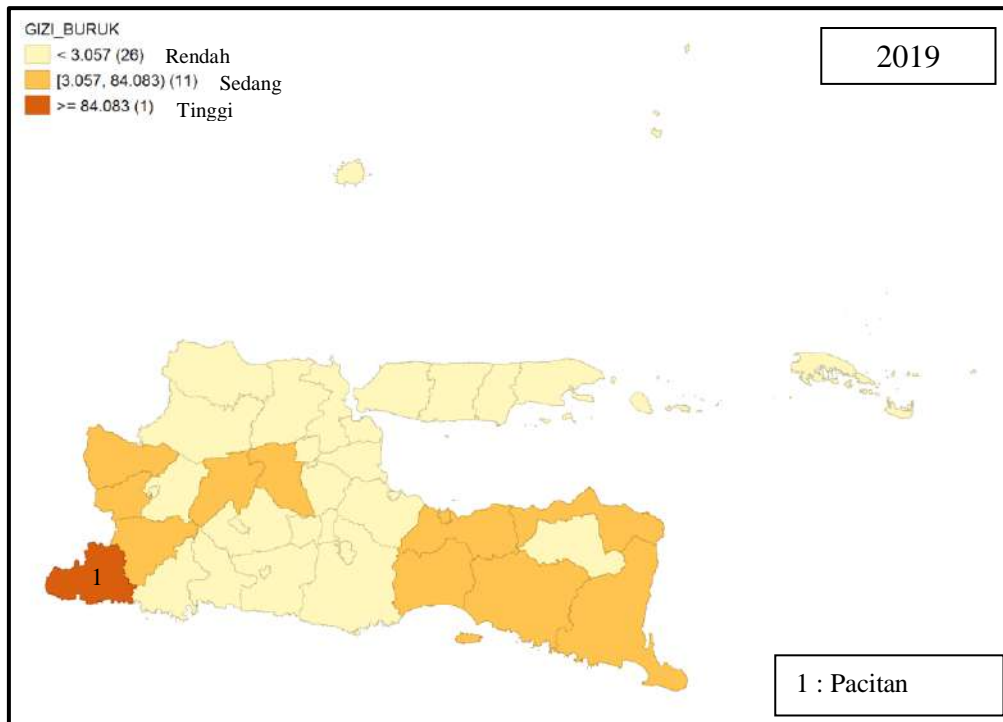 GIZI_BURUK
< 3.057 (26) Rendah
[3.057, 84.083) (11) Sedang
>= 84.083 (1) Tinggi
2019
1
1 : Pacitan